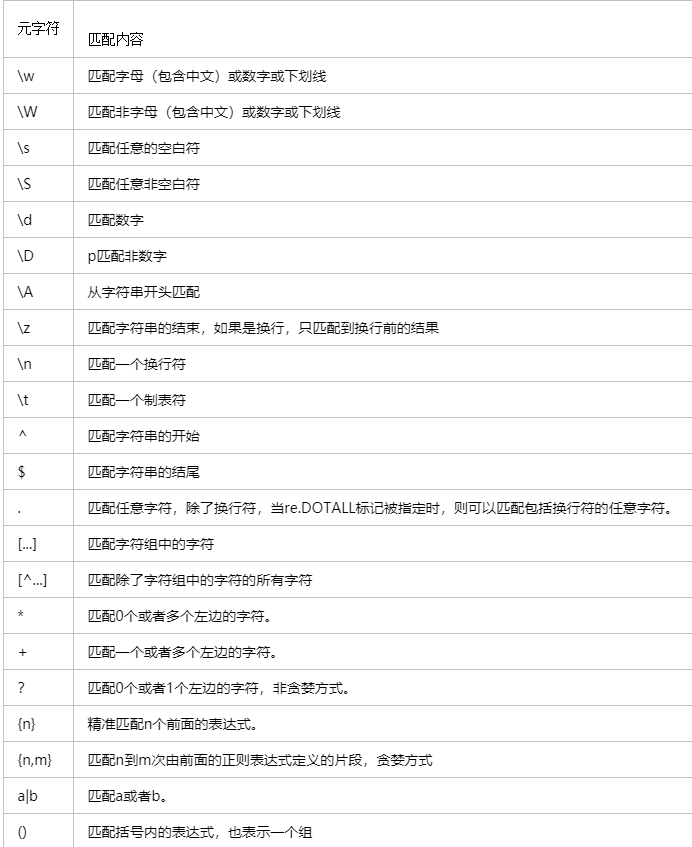 元字符 匹配内容
\w 匹配字母（包含中文）或数字或下划线
\W 匹配非字母（包含中文）或数字或下划线
\s 匹配任意的空白符
\S 匹配任意非空白符
\d 匹配数字
\D p匹配非数字
\A 从字符串开头匹配
\z 匹配字符串的结束，如果是换行，只匹配到换行前的结果
\n 匹配一个换行符
\t 匹配一个制表符
^ 匹配字符串的开始
$ 匹配字符串的结尾
. 匹配任意字符，除了换行符，当re.DOTALL标记被指定时，则可以匹配包括换行符的任意字符。
[...] 匹配字符组中的字符
[^...] 匹配除了字符组中的字符的所有字符
* 匹配0个或者多个左边的字符。
+ 匹配一个或者多个左边的字符。
? 匹配0个或者1个左边的字符，非贪婪方式。
{n} 精准匹配n个前面的表达式。
{n,m} 匹配n到m次由前面的正则表达式定义的片段，贪婪方式
a|b 匹配a或者b。
() 匹配括号内的表达式，也表示一个组